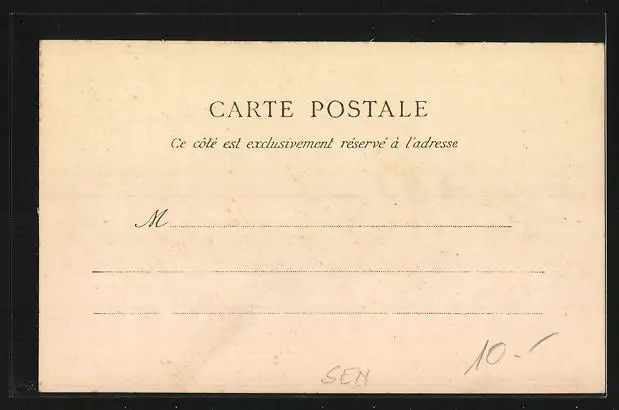 CARTE POSTALE
Ce côté est exclusivement réservé à l'adresse
M
SEM
10.-